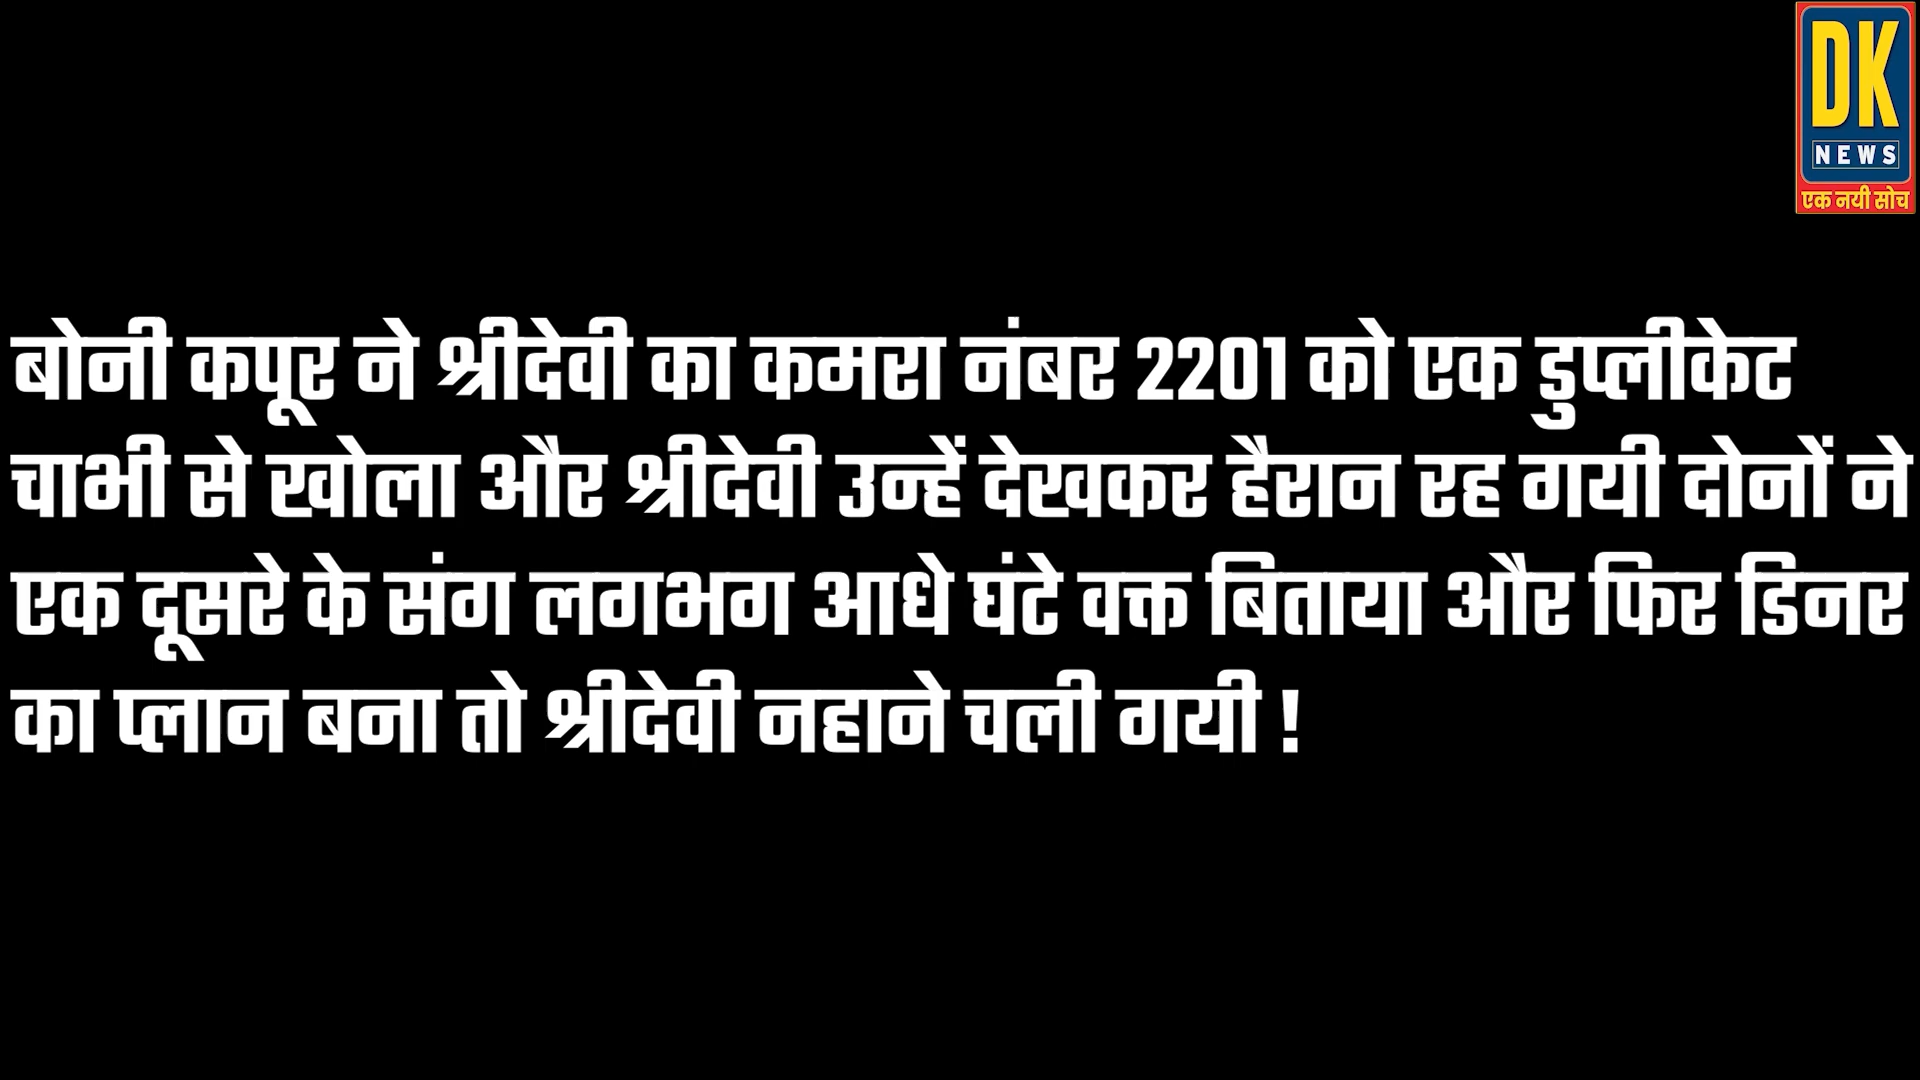 DK
NEWS
एक नयी सोच
बोनी कपूर ने श्रीदेवी का कमरा नंबर 2201 को एक डुप्लीकेट
चाभी से खोला और श्रीदेवी उन्हें देखकर हैरान रह गयी दोनों ने
एक दूसरे के संग लगभग आधे घंटे वक्त बिताया और फिर डिनर
का प्लान बना तो श्रीदेवी नहाने चली गयी !